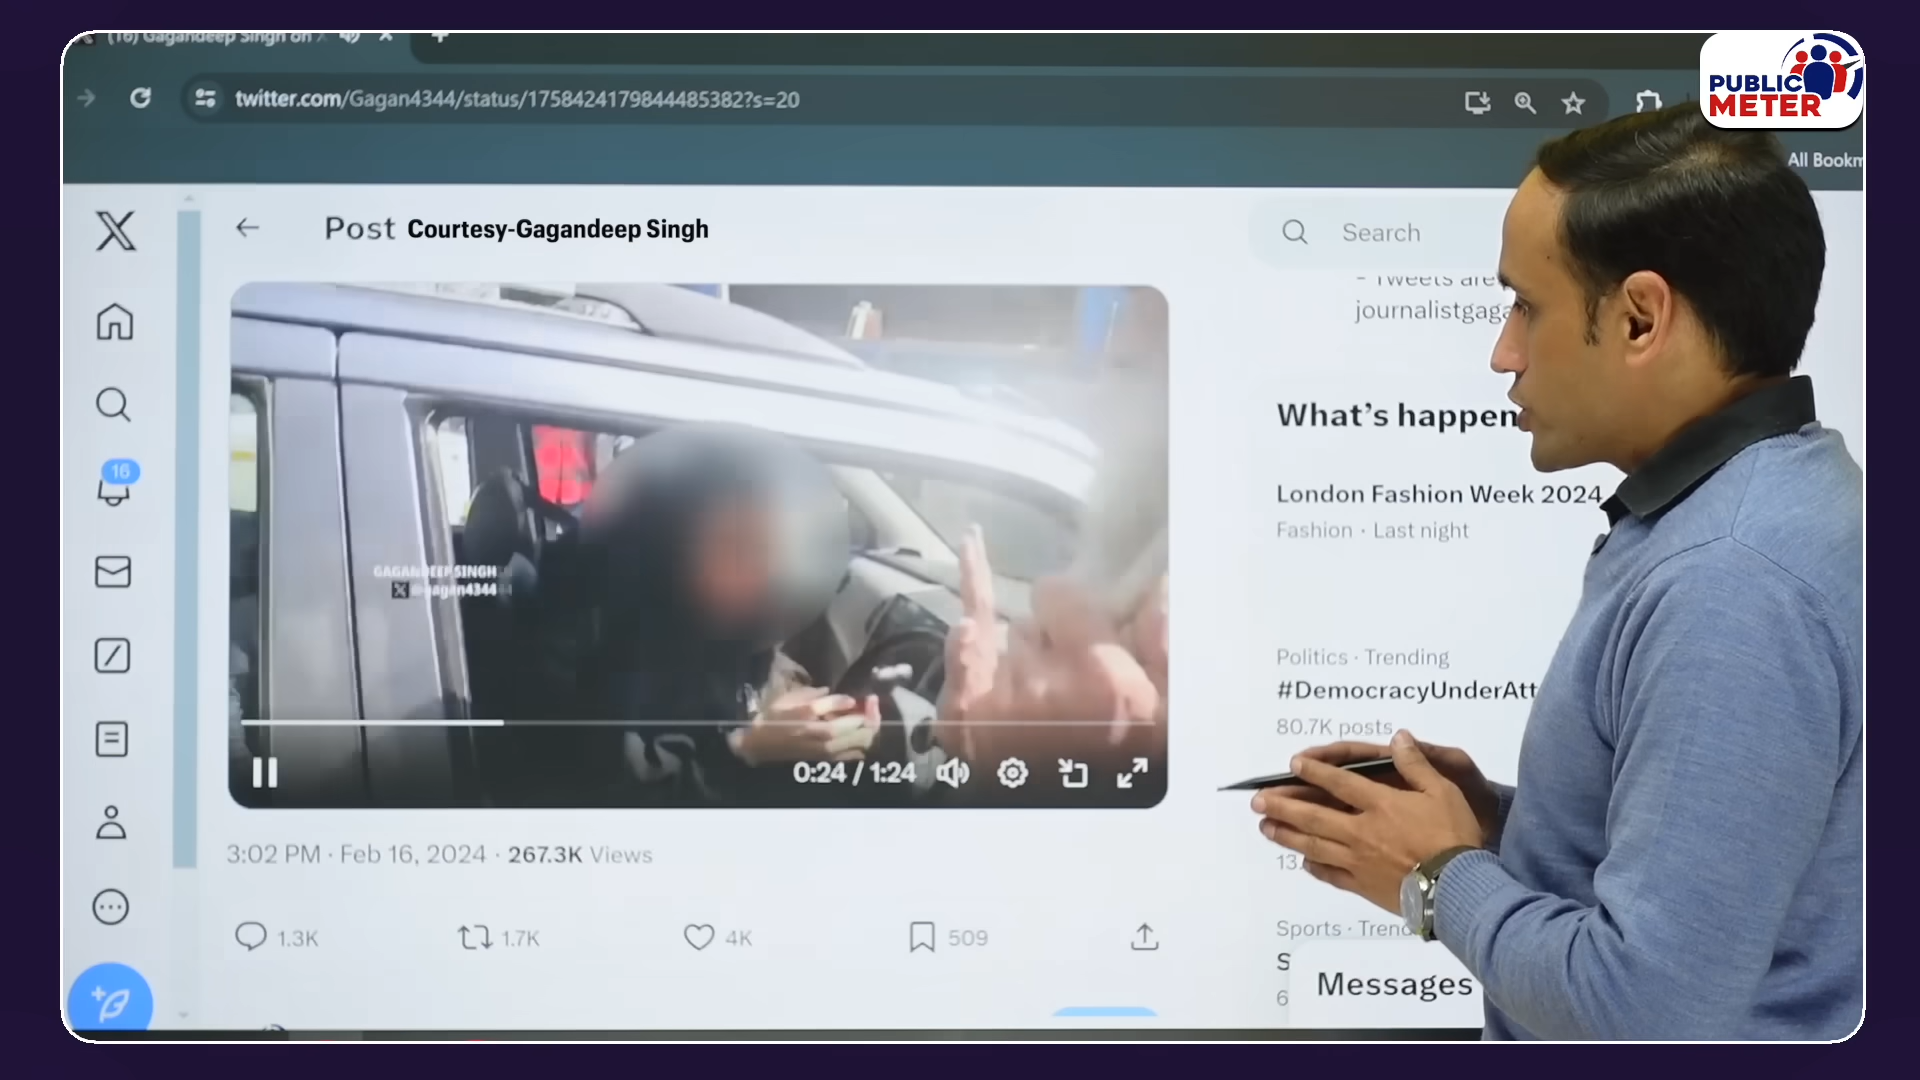 (16) Gagandeep Singh on X
PUBLIC
METER
twitter.com/Gagan4344/status/1758424179844485382?s=20
All Bookm
Post Courtesy-Gagandeep Singh
Search
- Tweets are
journalistgaga
What's happen
London Fashion Week 2024
Fashion · Last night
16
GAGANDEEP SINGH
X @gagan4344
Politics · Trending
#DemocracyUnderAtt
80.7K posts
0:24 / 1:24
3:02 PM · Feb 16, 2024 · 267.3K Views
13.
1.3K
1.7K
4K
509
Sports · Trend
S
6
Messages